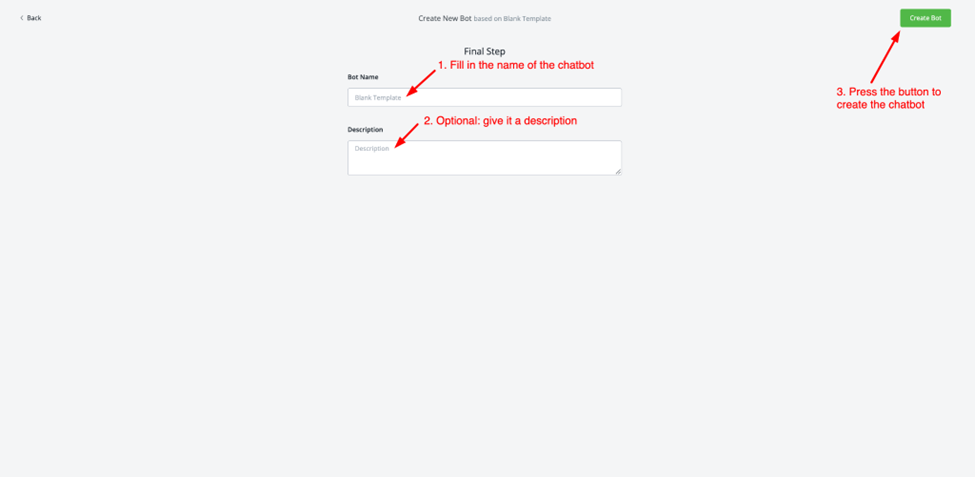 Back
Create New Bot based on Blank Template
Create Bot
Final Step
1. Fill in the name of the chatbot
Bot Name
Blank Template
3. Press the button to
create the chatbot
2. Optional: give it a description
Description
Description